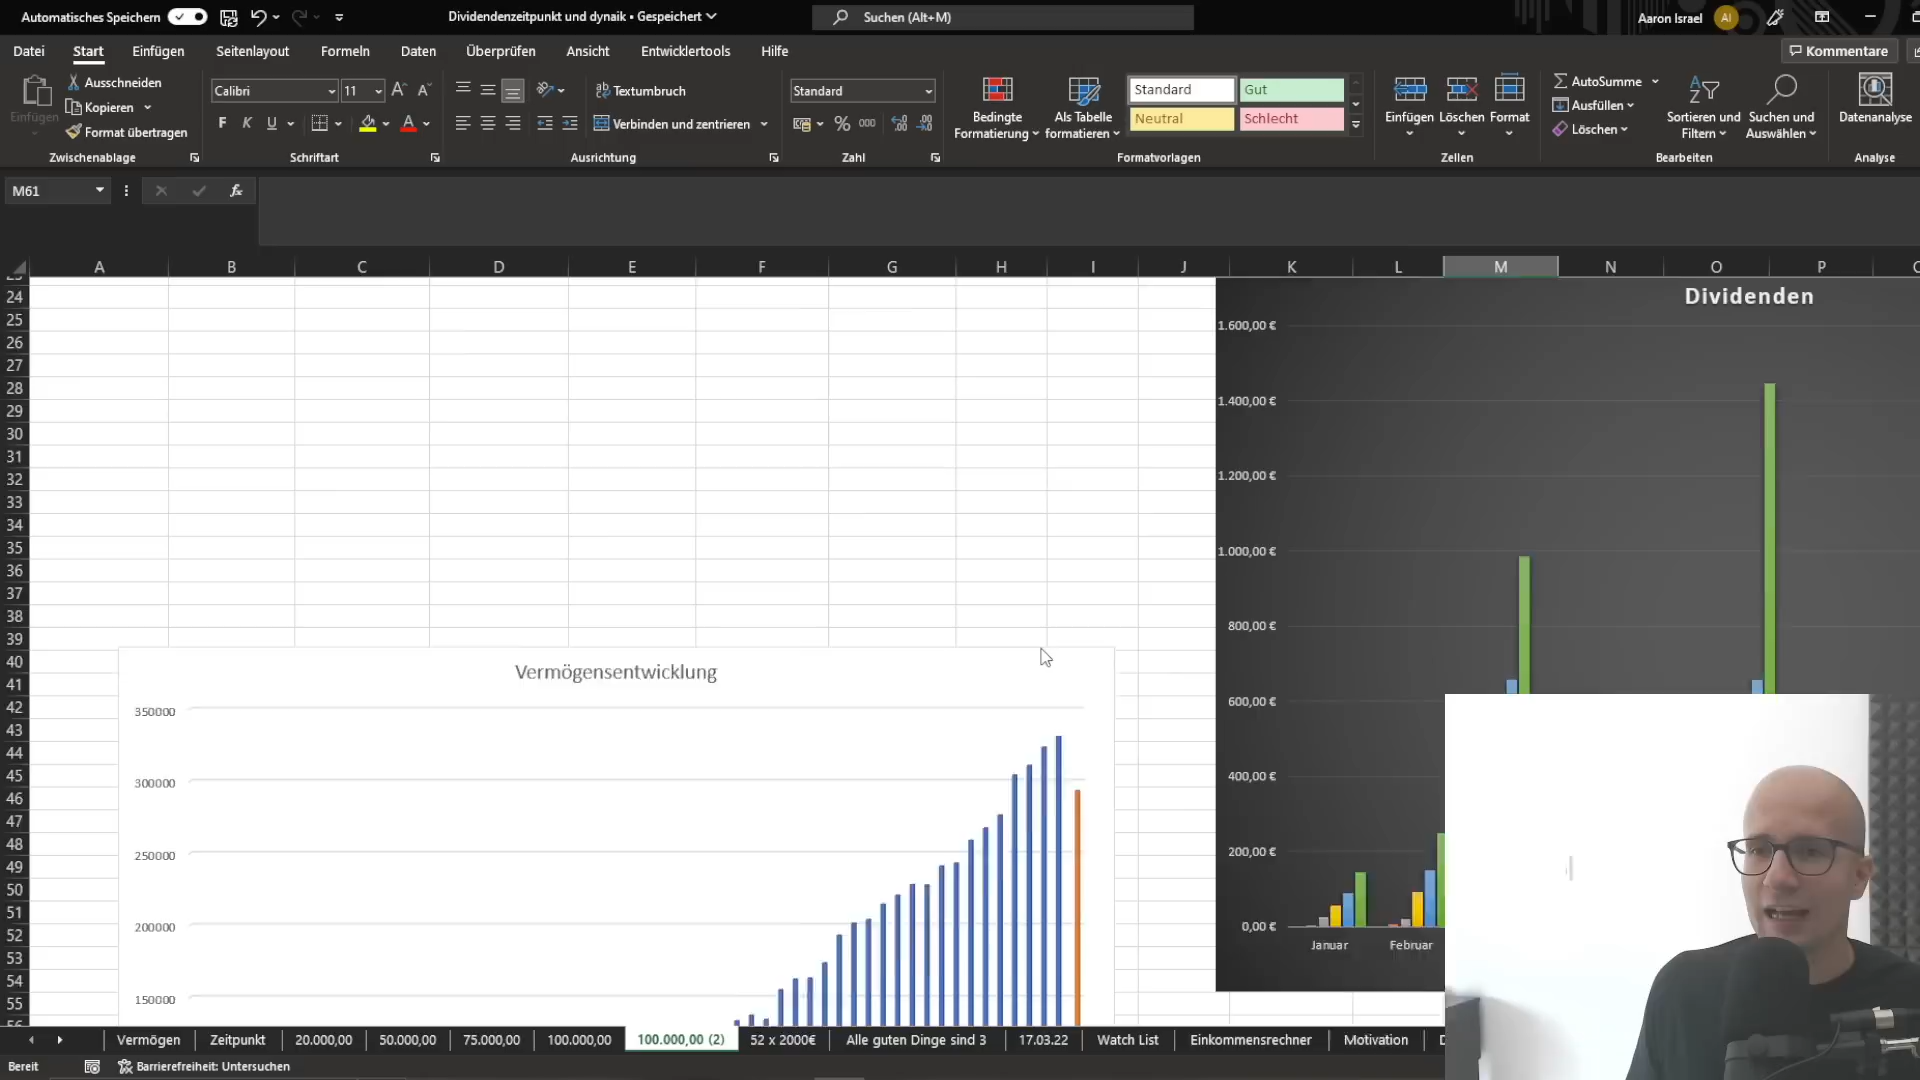 Automatisches Speichern
Dividendenzeitpunkt und dynaik • Gespeichert
Suchen (Alt+M)
Aaron Israel
AI
Datei
Start
Einfügen
Seitenlayout
Formeln
Daten
Überprüfen
Ansicht
Entwicklertools
Hilfe
Kommentare
Einfügen
Ausschneiden
Kopieren
Format übertragen
Zwischenablage
Calibri
11
F K U
Schriftart
Textumbruch
Verbinden und zentrieren
Ausrichtung
Standard
% 000
Zahl
Bedingte Formatierung
Als Tabelle formatieren
Standard
Gut
Neutral
Schlecht
Formatvorlagen
Einfügen
Löschen
Format
Zellen
AutoSumme
Ausfüllen
Löschen
Sortieren und Filtern
Suchen und Auswählen
Bearbeiten
Datenanalyse
Analyse
M61
fx
A B C D E F G H I J K L M N O P
24
25
26
27
28
29
30
31
32
33
34
35
36
37
38
39
40
41
42
43
44
45
46
47
48
49
50
51
52
53
54
55
Vermögensentwicklung
350000
300000
250000
200000
150000
Dividenden
1.600,00 €
1.400,00 €
1.200,00 €
1.000,00 €
800,00 €
600,00 €
400,00 €
200,00 €
0,00 €
Januar
Februar
Vermögen
Zeitpunkt
20.000,00
50.000,00
75.000,00
100.000,00
100.000,00 (2)
52 x 2000€
Alle guten Dinge sind 3
17.03.22
Watch List
Einkommensrechner
Motivation
Bereit
Barrierefreiheit: Untersuchen